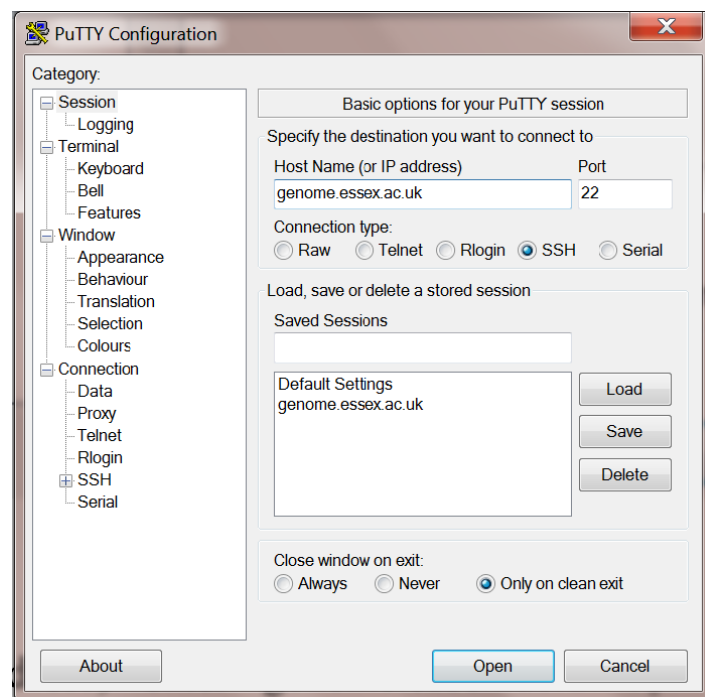 PuTTY Configuration
Category:
Session
Logging
Terminal
Keyboard
Bell
Features
Window
Appearance
Behaviour
Translation
Selection
Colours
Connection
Data
Proxy
Telnet
Rlogin
SSH
Serial
Basic options for your PuTTY session
Specify the destination you want to connect to
Host Name (or IP address) Port
genome.essex.ac.uk 22
Connection type:
Raw Telnet Rlogin SSH Serial
Load, save or delete a stored session
Saved Sessions
Default Settings
genome.essex.ac.uk
Load
Save
Delete
Close window on exit:
Always Never Only on clean exit
About Open Cancel